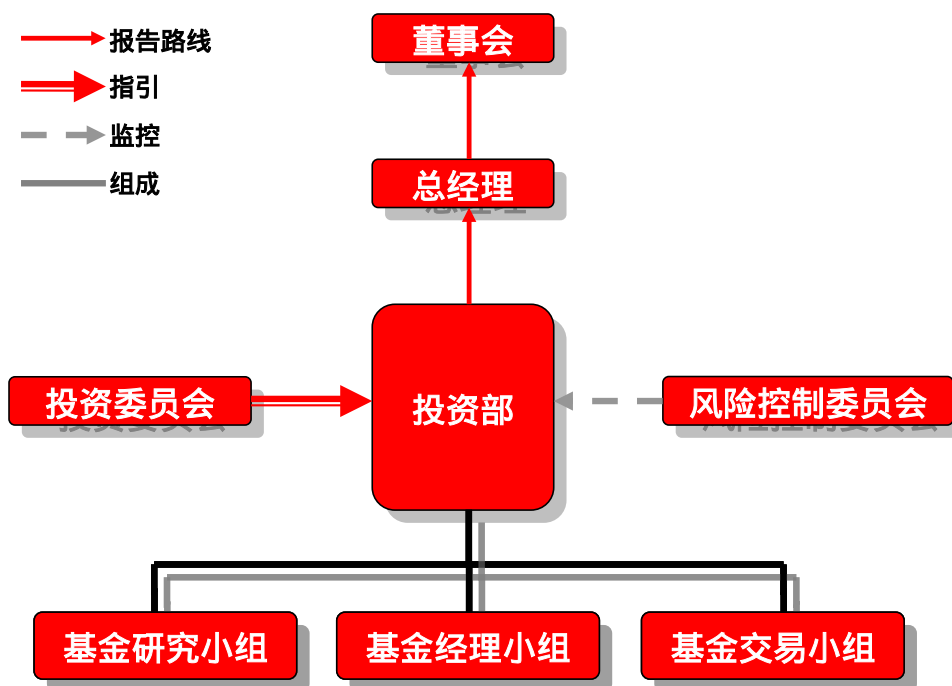 报告路线
指引
监控
组成
董事会
总经理
投资委员会
投资部
风险控制委员会
基金研究小组
基金经理小组
基金交易小组